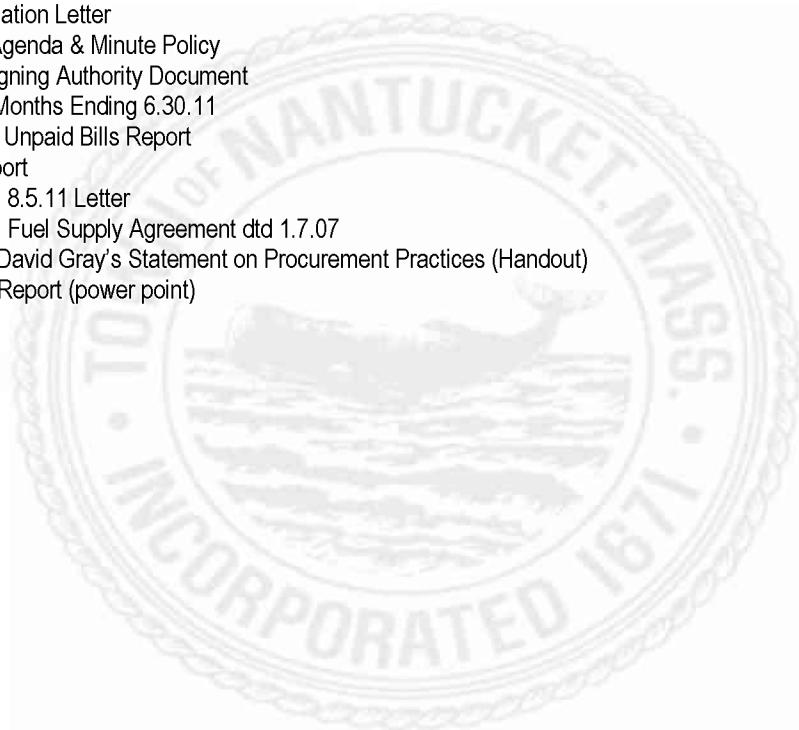 ation Letter
Agenda & Minute Policy
gning Authority Document
Months Ending 6.30.11
Unpaid Bills Report
ort
8.5.11 Letter
Fuel Supply Agreement dtd 1.7.07
David Gray's Statement on Procurement Practices (Handout)
Report (power point)
TOWN OF NANTUCKET, MASS.
• INCORPORATED 1671 •